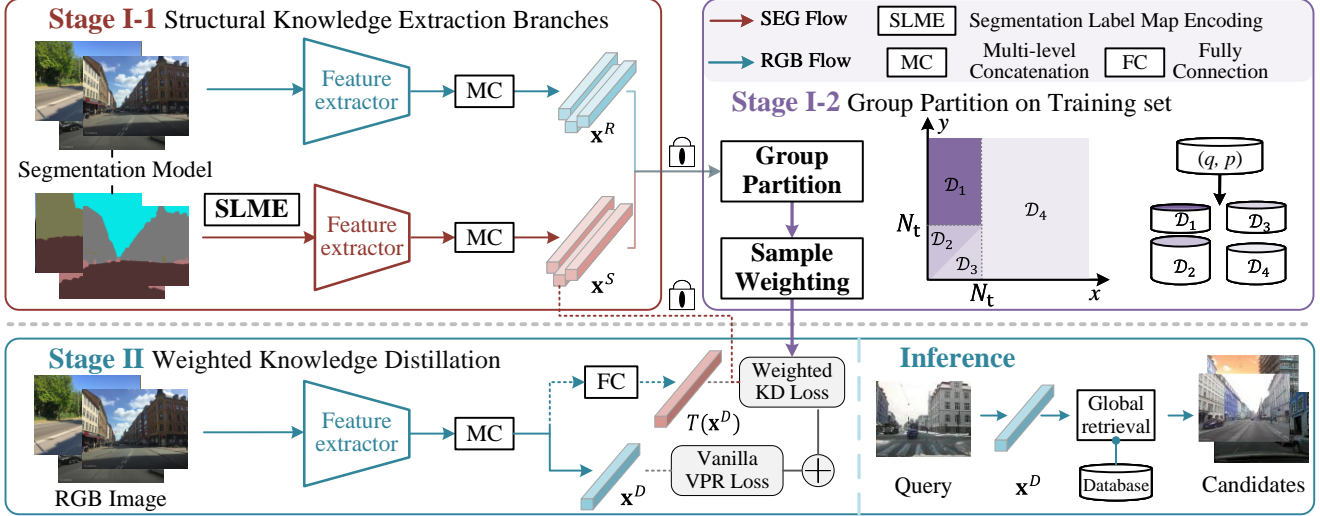 Stage I-1 Structural Knowledge Extraction Branches
Feature
extractor
MC
x^R
Segmentation Model
SLME
Feature
extractor
MC
x^S
SEG Flow
SLME
Segmentation Label Map Encoding
RGB Flow
MC
Multi-level
Concatenation
FC
Fully
Connection
Stage I-2 Group Partition on Training set
Group
Partition
Sample
Weighting
y
N_t
𝒟_1
𝒟_2
𝒟_3
𝒟_4
N_t
x
(q, p)
𝒟_1
𝒟_3
𝒟_2
𝒟_4
Stage II Weighted Knowledge Distillation
RGB Image
Feature
extractor
MC
FC
T(x^D)
Weighted
KD Loss
x^D
Vanilla
VPR Loss
Inference
Query
x^D
Global
retrieval
Database
Candidates